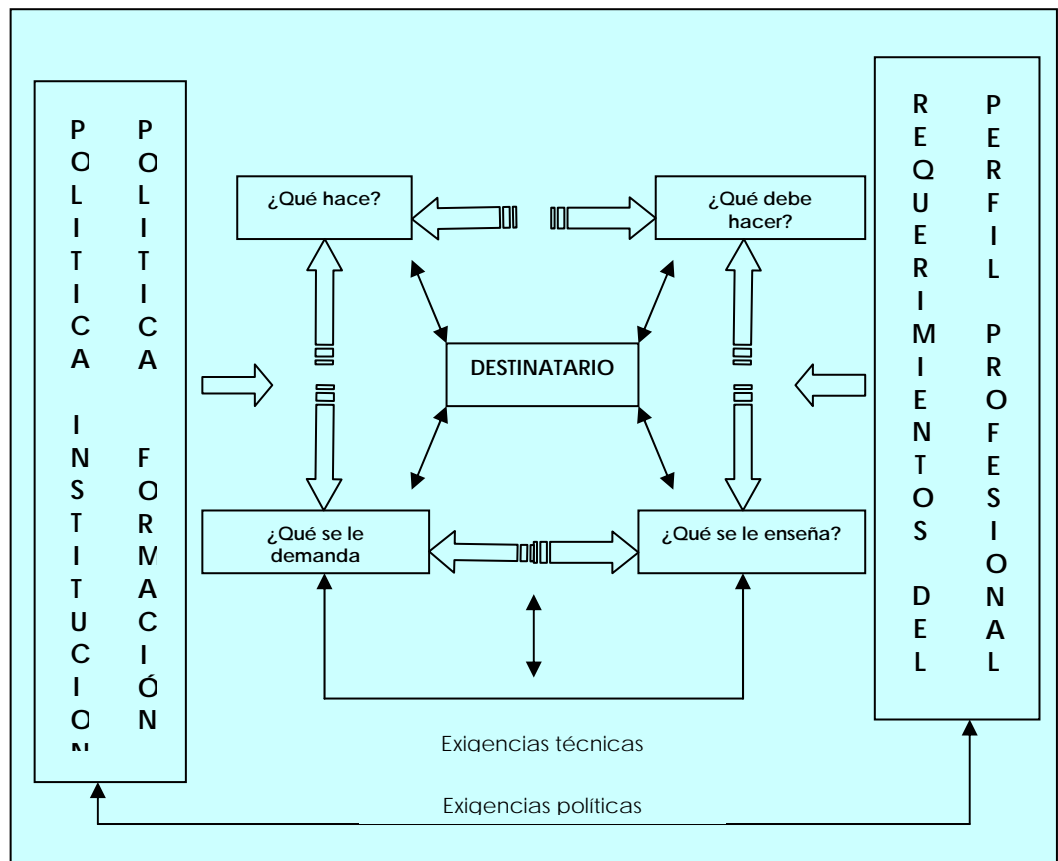 POLITICA INSTITUCION
POLITICA FORMACIÓN
¿Qué hace?
¿Qué debe
hacer?
DESTINATARIO
¿Qué se le
demanda
¿Qué se le enseña?
Exigencias técnicas
Exigencias políticas
REQUERIMIENTOS DEL
PERFIL PROFESIONAL